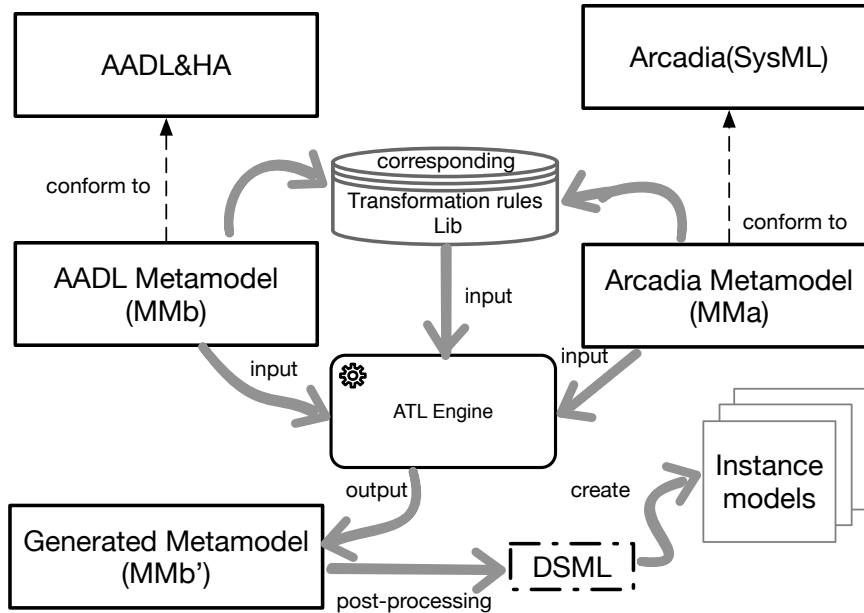 AADL&HA
Arcadia(SysML)
corresponding
Transformation rules
Lib
conform to
conform to
AADL Metamodel
(MMb)
Arcadia Metamodel
(MMa)
input
input
input
ATL Engine
Instance
models
output
create
Generated Metamodel
(MMb')
DSML
post-processing